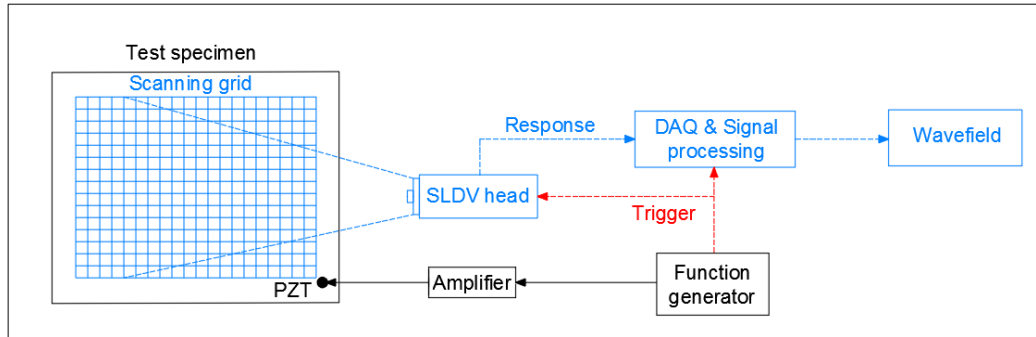 Test specimen
Scanning grid
Response
DAQ & Signal
processing
Wavefield
SLDV head
Trigger
PZT
Amplifier
Function
generator